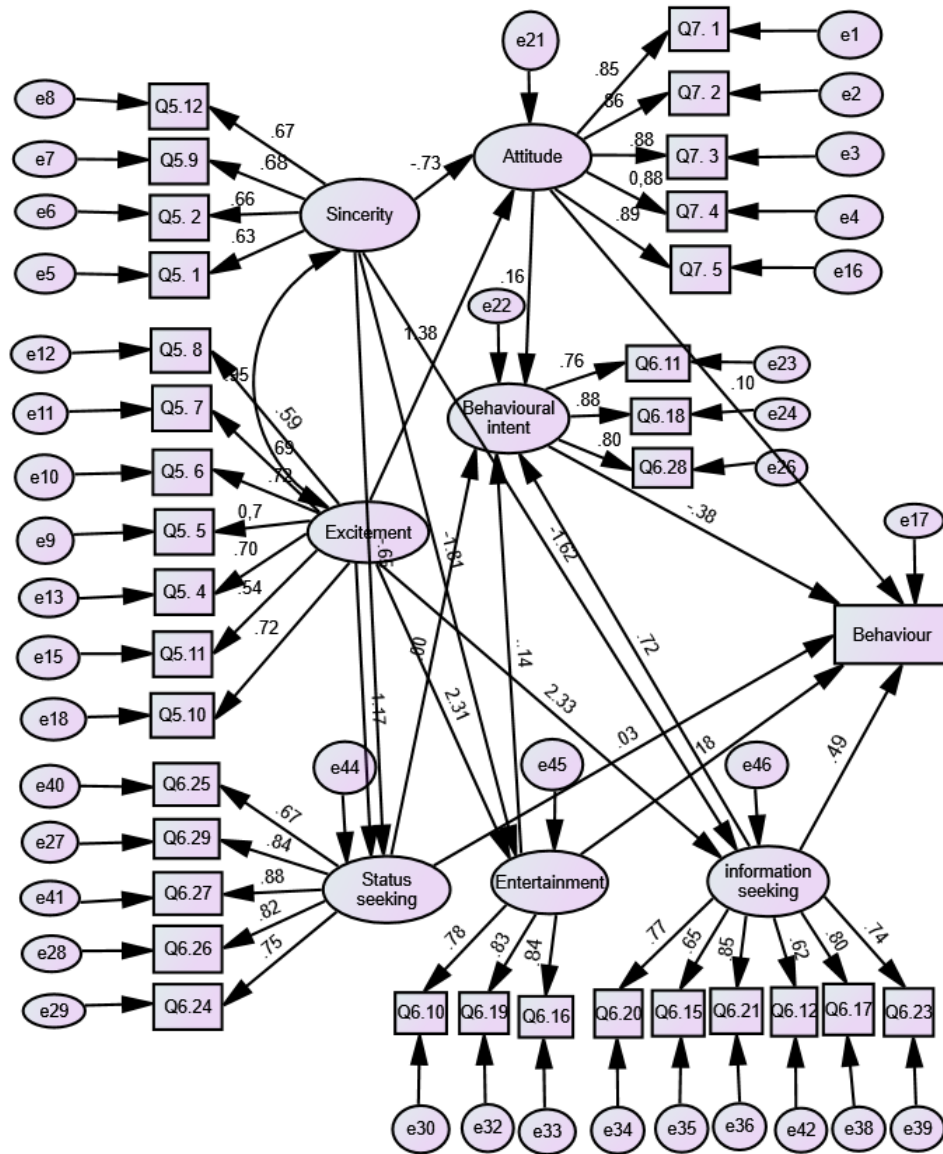 e21
Q7. 1
e1
e8
Q5.12
.85
.86
Q7. 2
e2
.67
e7
Q5.9
.68
-.73
Attitude
.88
Q7. 3
e3
e6
Q5. 2
.66
Sincerity
0,88
Q7. 4
e4
.63
.89
e5
Q5. 1
Q7. 5
e16
.16
e22
e12
Q5. 8
1.38
.76
Q6.11
e23
.95
.10
e11
Q5. 7
.59
Behavioural
intent
.88
Q6.18
e24
.69
.80
e10
Q5. 6
.72
Q6.28
e26
e9
Q5. 5
0,7
Excitement
-.38
e17
-.65
-1.81
-1.62
e13
Q5. 4
.70
.54
e15
Q5.11
.72
.00
.14
.72
Behaviour
e18
Q5.10
1.17
2.31
2.33
.03
.18
.49
e44
e45
e46
e40
Q6.25
.67
e27
Q6.29
.84
e41
Q6.27
.88
Status
seeking
Entertainment
information
seeking
e28
Q6.26
.82
.75
e29
Q6.24
.78
.83
.84
.77
.65
.85
.62
.80
.74
Q6.10
Q6.19
Q6.16
Q6.20
Q6.15
Q6.21
Q6.12
Q6.17
Q6.23
e30
e32
e33
e34
e35
e36
e42
e38
e39